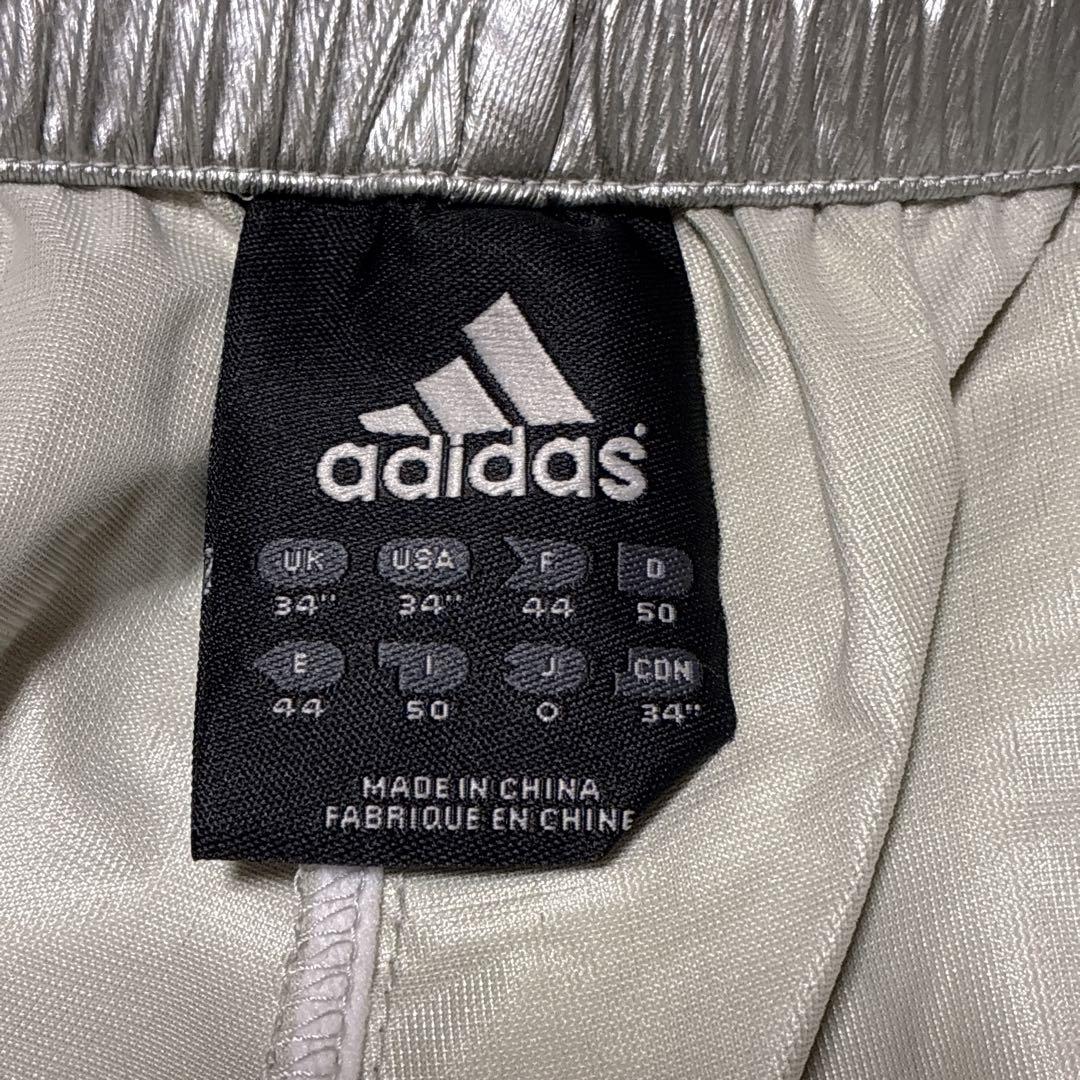 adidas
UK USA F D
34" 34" 44 50
E I J CDN
44 50 O 34"
MADE IN CHINA
FABRIQUE EN CHINE